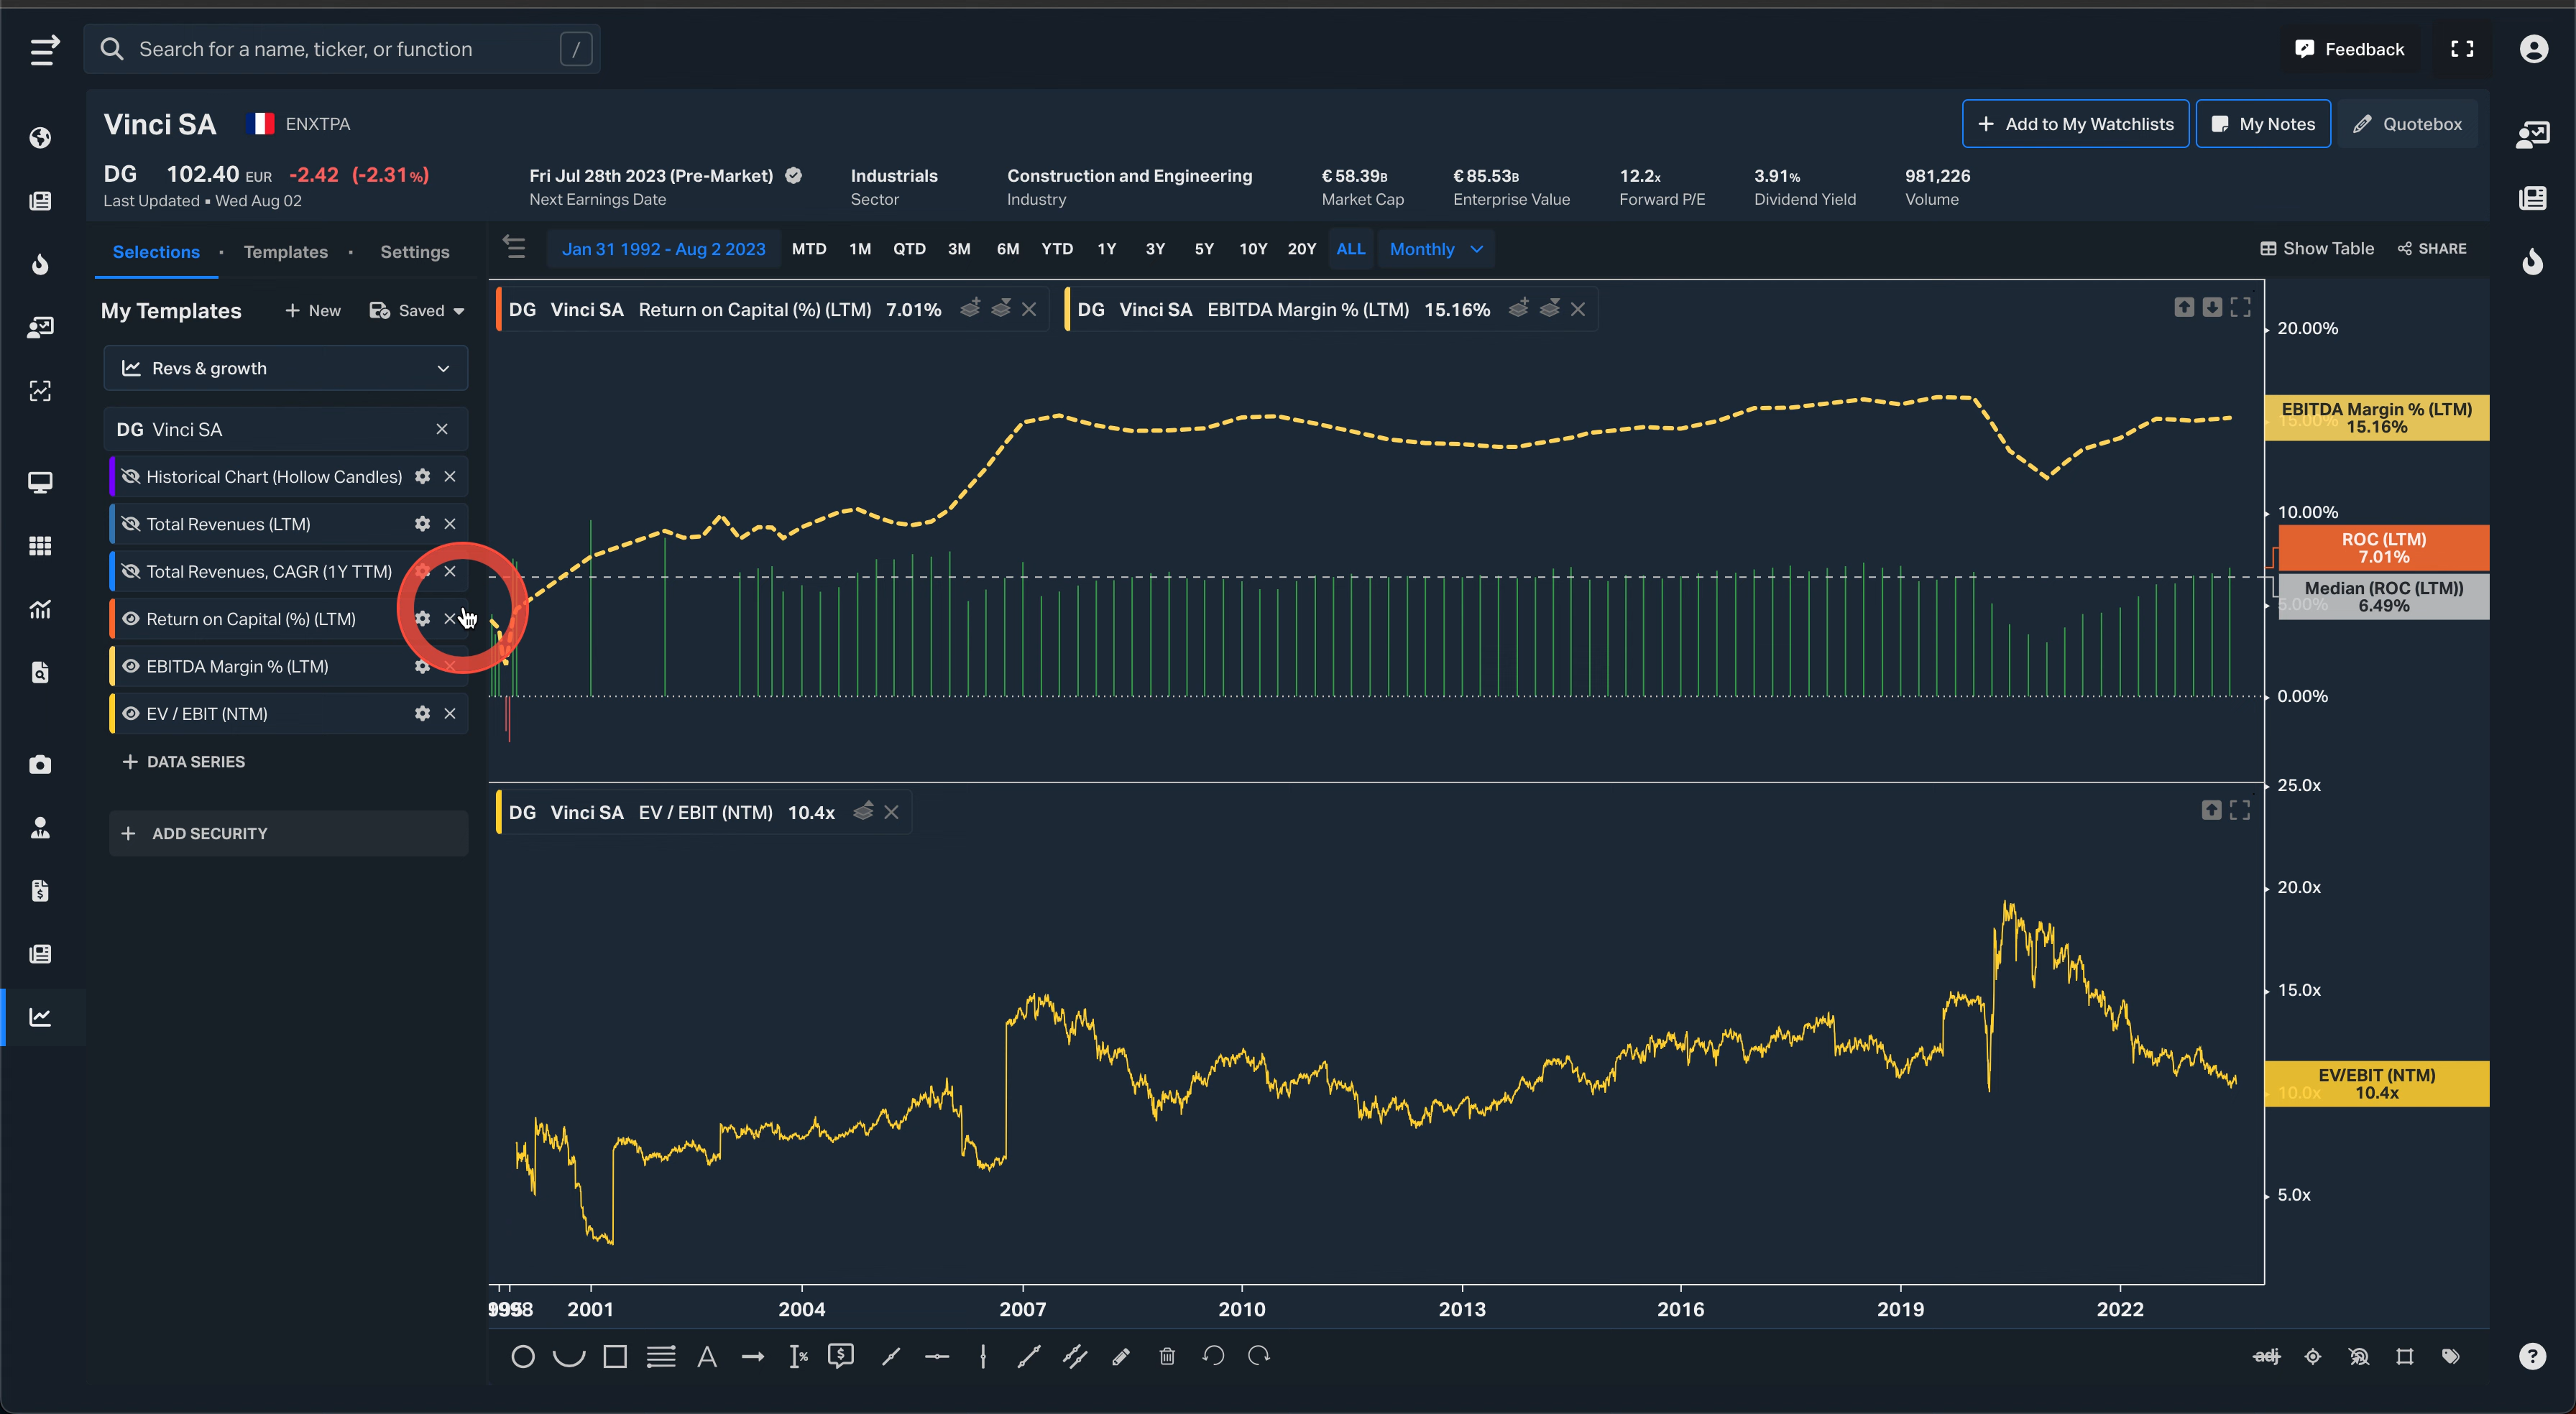 Search for a name, ticker, or function /
Feedback
Vinci SA ENXTPA
Add to My Watchlists
My Notes
Quotebox
DG 102.40 EUR -2.42 (-2.31%)
Last Updated ▪ Wed Aug 02
Fri Jul 28th 2023 (Pre-Market)
Next Earnings Date
Industrials
Sector
Construction and Engineering
Industry
€58.39B
Market Cap
€85.53B
Enterprise Value
12.2x
Forward P/E
3.91%
Dividend Yield
981,226
Volume
Selections · Templates · Settings
Jan 31 1992 - Aug 2 2023 MTD 1M QTD 3M 6M YTD 1Y 3Y 5Y 10Y 20Y ALL Monthly
Show Table SHARE
My Templates + New Saved
Revs & growth
DG Vinci SA
Historical Chart (Hollow Candles)
Total Revenues (LTM)
Total Revenues, CAGR (1Y TTM)
Return on Capital (%) (LTM)
EBITDA Margin % (LTM)
EV / EBIT (NTM)
+ DATA SERIES
+ ADD SECURITY
DG Vinci SA Return on Capital (%) (LTM) 7.01%
DG Vinci SA EBITDA Margin % (LTM) 15.16%
20.00%
EBITDA Margin % (LTM)
15.16%
15.00%
10.00%
ROC (LTM)
7.01%
Median (ROC (LTM))
6.49%
5.00%
0.00%
DG Vinci SA EV / EBIT (NTM) 10.4x
25.0x
20.0x
15.0x
EV/EBIT (NTM)
10.4x
10.0x
5.0x
1998 2001 2004 2007 2010 2013 2016 2019 2022
A % $ adj ?